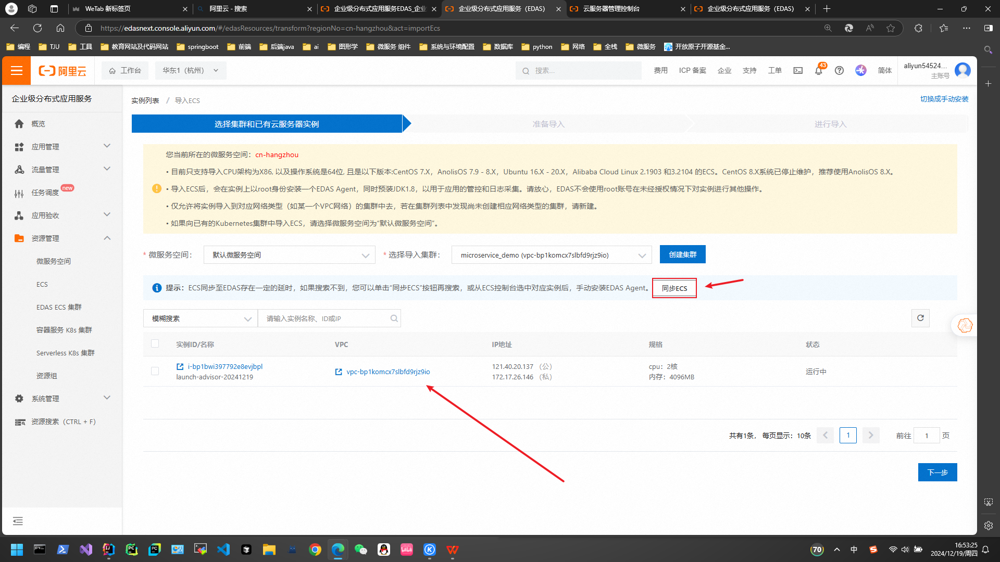 WeTab 新标签页
阿里云 - 搜索
企业级分布式应用服务EDAS_企业
企业级分布式应用服务（EDAS）
云服务器管理控制台
企业级分布式应用服务（EDAS）
https://edasnext.console.aliyun.com/#/edasResources/transform?regionNo=cn-hangzhou&act=importEcs
编程
TJU
工具
教育网站及代码网站
springboot
前端
后端java
ai
图形学
微服务 组件
系统与环境配置
数据库
python
网络
全栈
微服务
开放原子开源基金...
阿里云
工作台
华东1（杭州）
搜索...
费用
ICP 备案
企业
支持
工单
43
简体
aliyun54524...
主账号
企业级分布式应用服务
概览
应用管理
流量管理
任务调度
new
应用验收
资源管理
微服务空间
ECS
EDAS ECS 集群
容器服务 K8s 集群
Serverless K8s 集群
资源组
系统管理
资源搜索（CTRL + F）
实例列表 / 导入ECS
切换成手动安装
选择集群和已有云服务器实例
准备导入
进行导入
您当前所在的微服务空间：cn-hangzhou
• 目前只支持导入CPU架构为X86, 以及操作系统是64位, 且是以下版本:CentOS 7.X，AnolisOS 7.9 - 8.X，Ubuntu 16.X - 20.X，Alibaba Cloud Linux 2.1903 和3.2104 的ECS。CentOS 8.X系统已停止维护，推荐使用AnolisOS 8.X。
• 导入ECS后，会在实例上以root身份安装一个EDAS Agent，同时预装JDK1.8，以用于应用的管控和日志采集。请放心，EDAS不会使用root账号在未经授权情况下对实例进行其他操作。
• 仅允许将实例导入到对应网络类型（如某一个VPC网络）的集群中去，若在集群列表中发现尚未创建相应网络类型的集群，请新建。
• 如果向已有的Kubernetes集群中导入ECS，请选择微服务空间为“默认微服务空间”。
* 微服务空间：
默认微服务空间
* 选择导入集群：
microservice_demo (vpc-bp1komcx7slbfd9rjz9io)
创建集群
提示：ECS同步至EDAS存在一定的延时，如果搜索不到，您可以单击“同步ECS”按钮再搜索，或从ECS控制台选中对应实例后，手动安装EDAS Agent。
同步ECS
模糊搜索
请输入实例名称、ID或IP
实例ID/名称
VPC
IP地址
规格
状态
i-bp1bwi397792e8evjbpl
launch-advisor-20241219
vpc-bp1komcx7slbfd9rjz9io
121.40.20.137 （公）
172.17.26.146 （私）
cpu：2核
内存：4096MB
运行中
共有1条， 每页显示：10条
1
前往 1 页
下一步
70
中
16:53:25
2024/12/19/周四